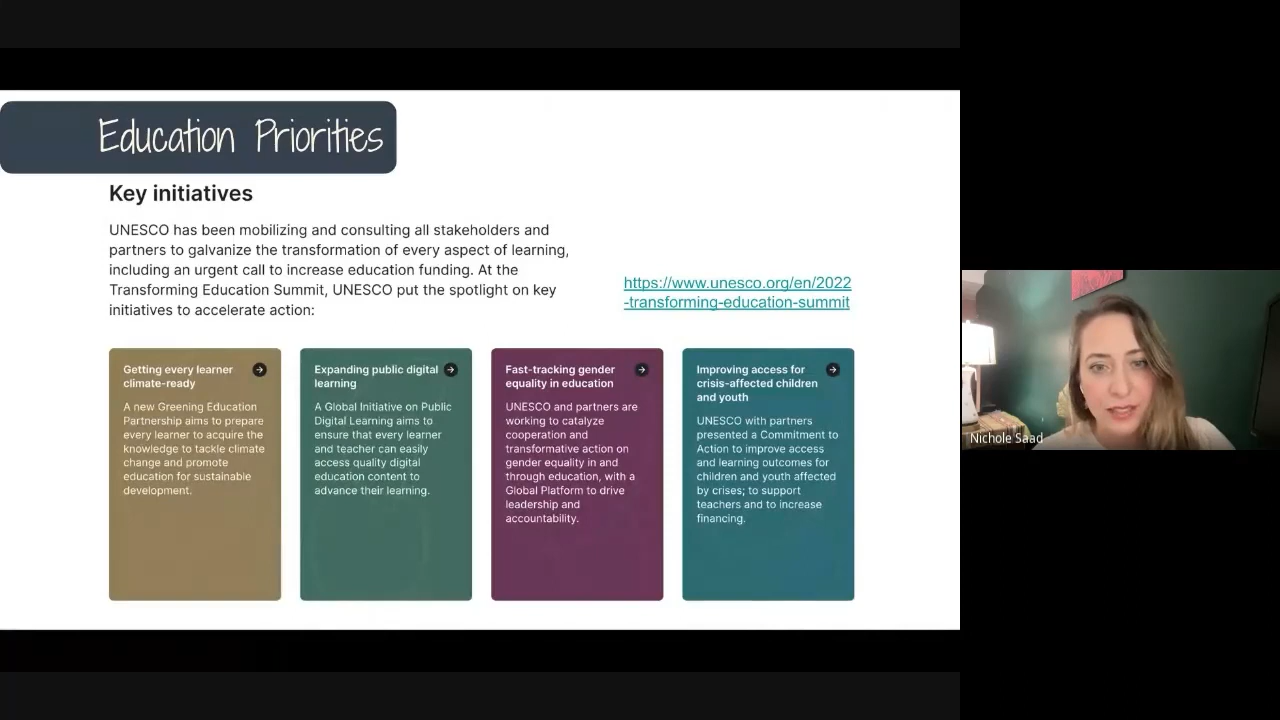 Education Priorities
Key initiatives
UNESCO has been mobilizing and consulting all stakeholders and
partners to galvanize the transformation of every aspect of learning,
including an urgent call to increase education funding. At the
Transforming Education Summit, UNESCO put the spotlight on key
initiatives to accelerate action:
https://www.unesco.org/en/2022
-transforming-education-summit
Getting every learner
climate-ready
A new Greening Education
Partnership aims to prepare
every learner to acquire the
knowledge to tackle climate
change and promote
education for sustainable
development.
Expanding public digital
learning
A Global Initiative on Public
Digital Learning aims to
ensure that every learner
and teacher can easily
access quality digital
education content to
advance their learning.
Fast-tracking gender
equality in education
UNESCO and partners are
working to catalyze
cooperation and
transformative action on
gender equality in and
through education, with a
Global Platform to drive
leadership and
accountability.
Improving access for
crisis-affected children
and youth
UNESCO with partners
presented a Commitment to
Action to improve access
and learning outcomes for
children and youth affected
by crises; to support
teachers and to increase
financing.
Nichole Saad